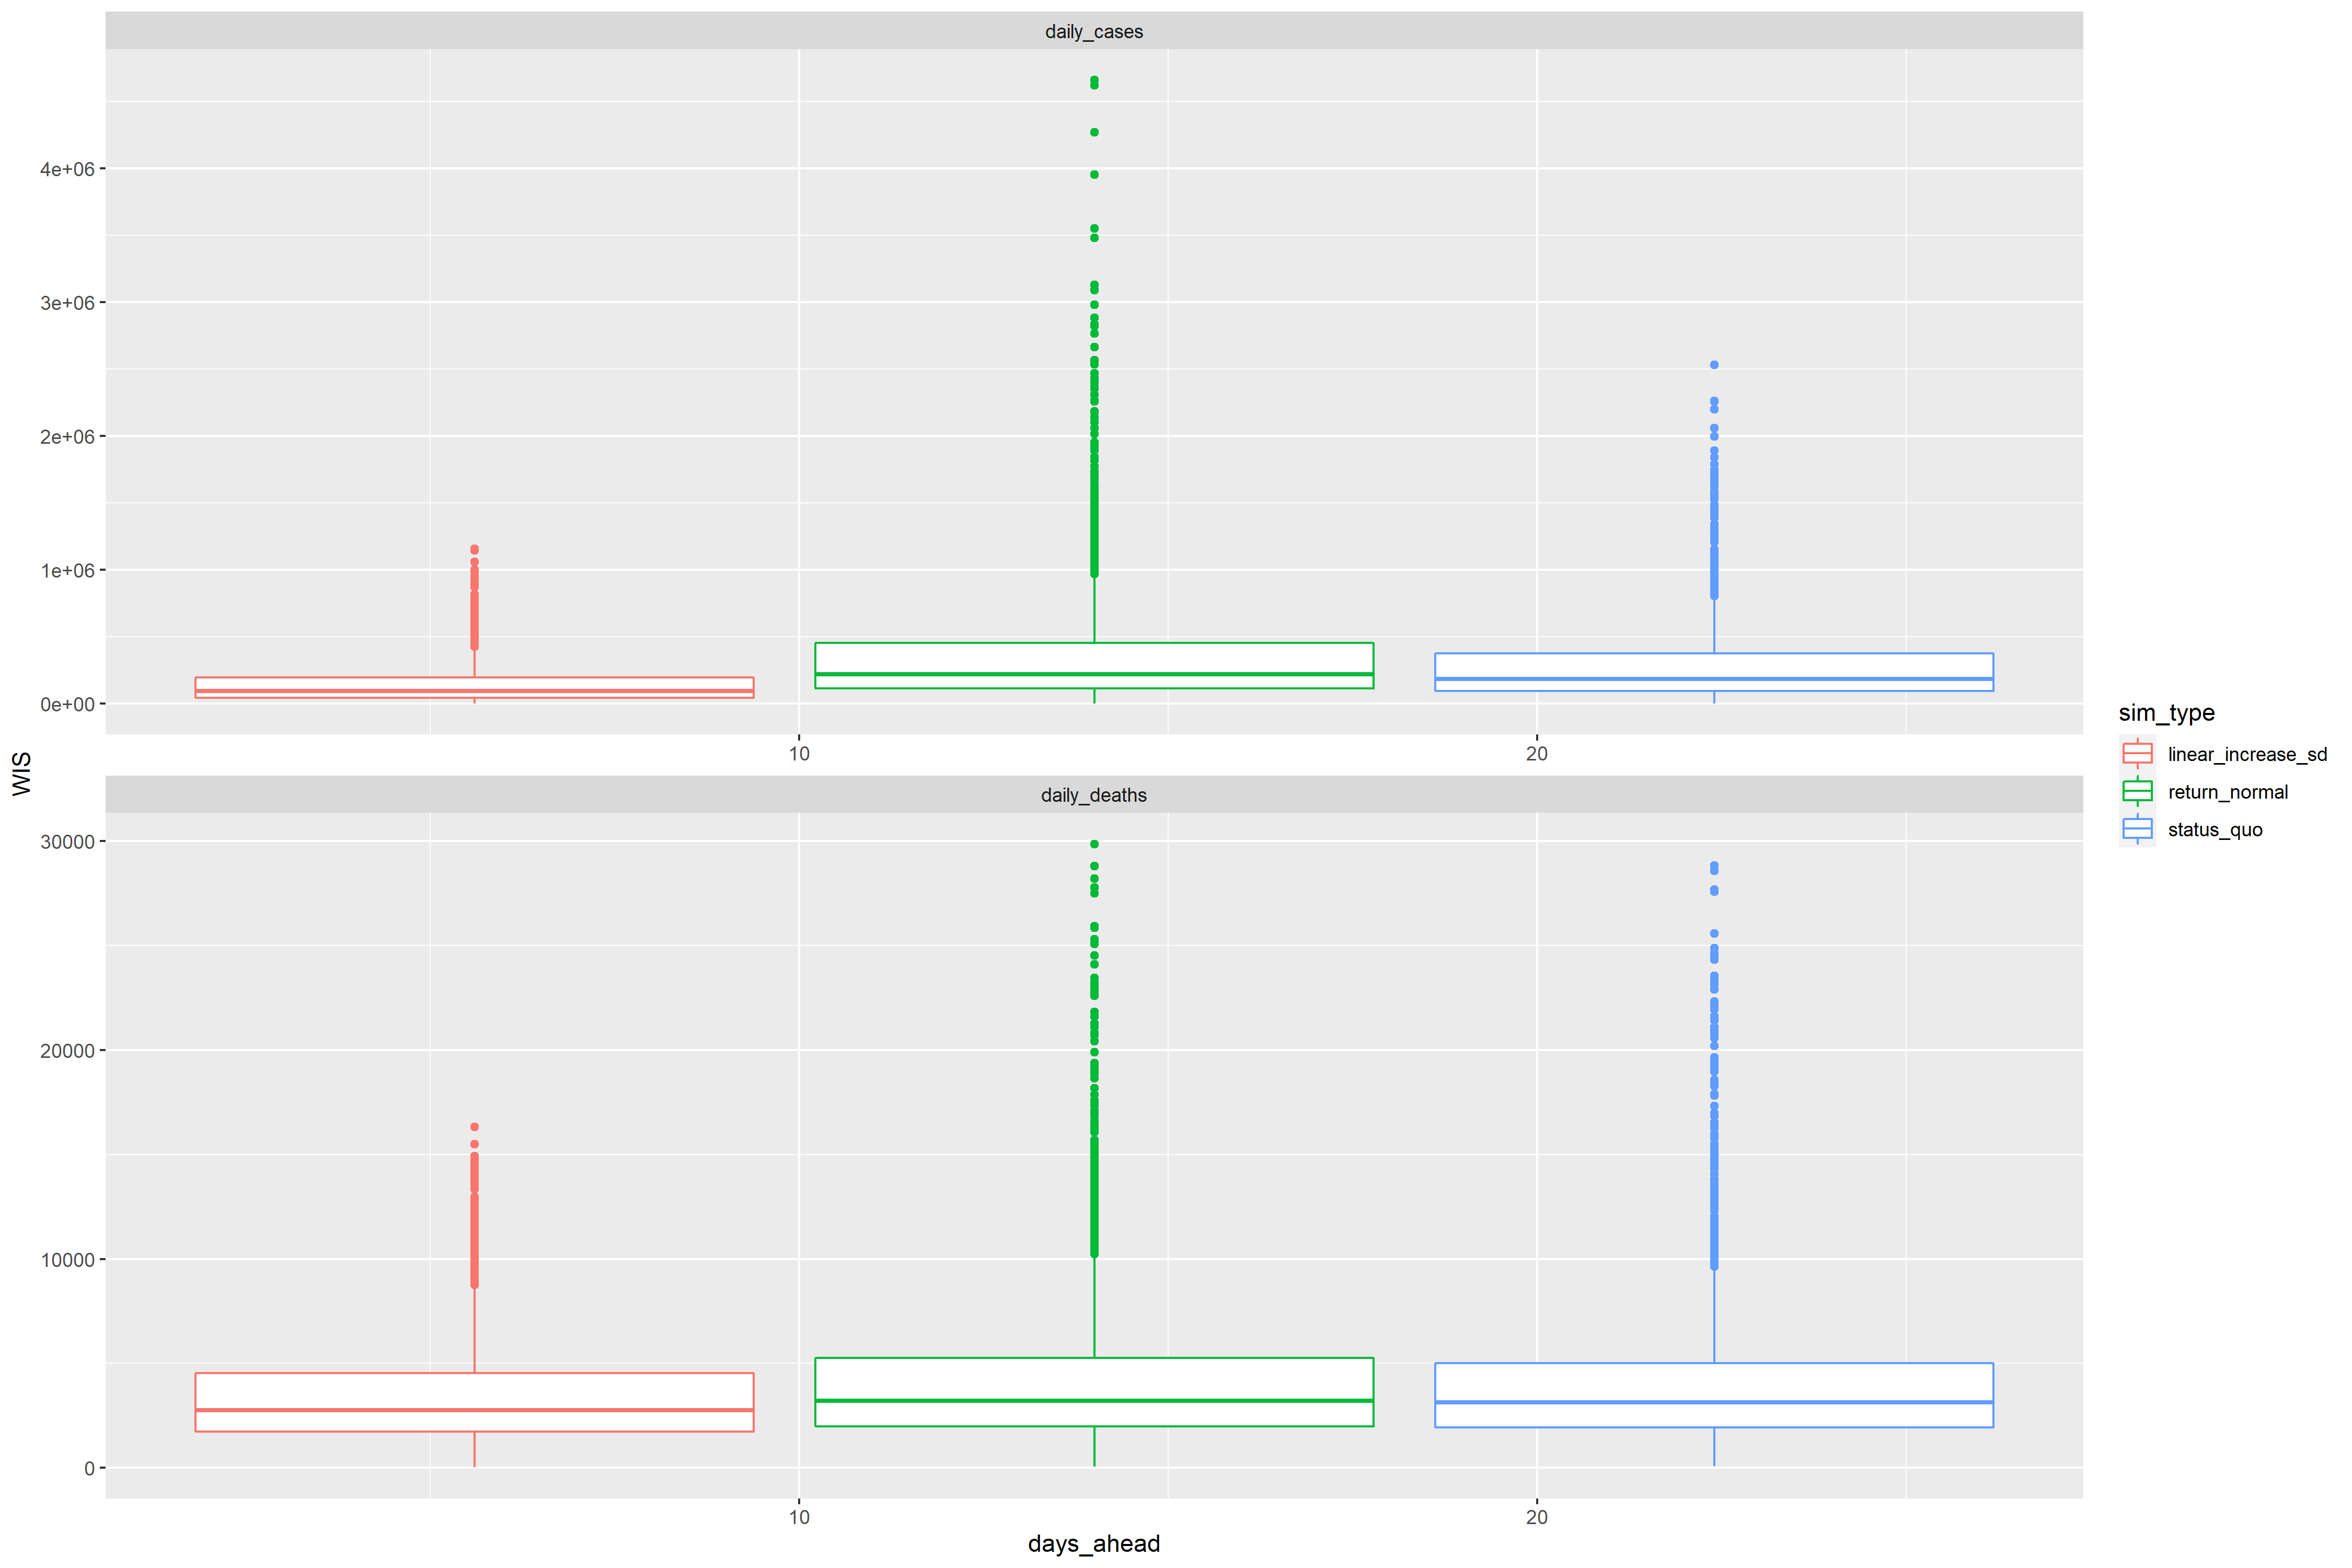 daily_cases
4e+06
3e+06
2e+06
1e+06
0e+00
10
20
WIS
daily_deaths
30000
20000
10000
0
10
20
days_ahead
sim_type
linear_increase_sd
return_normal
status_quo